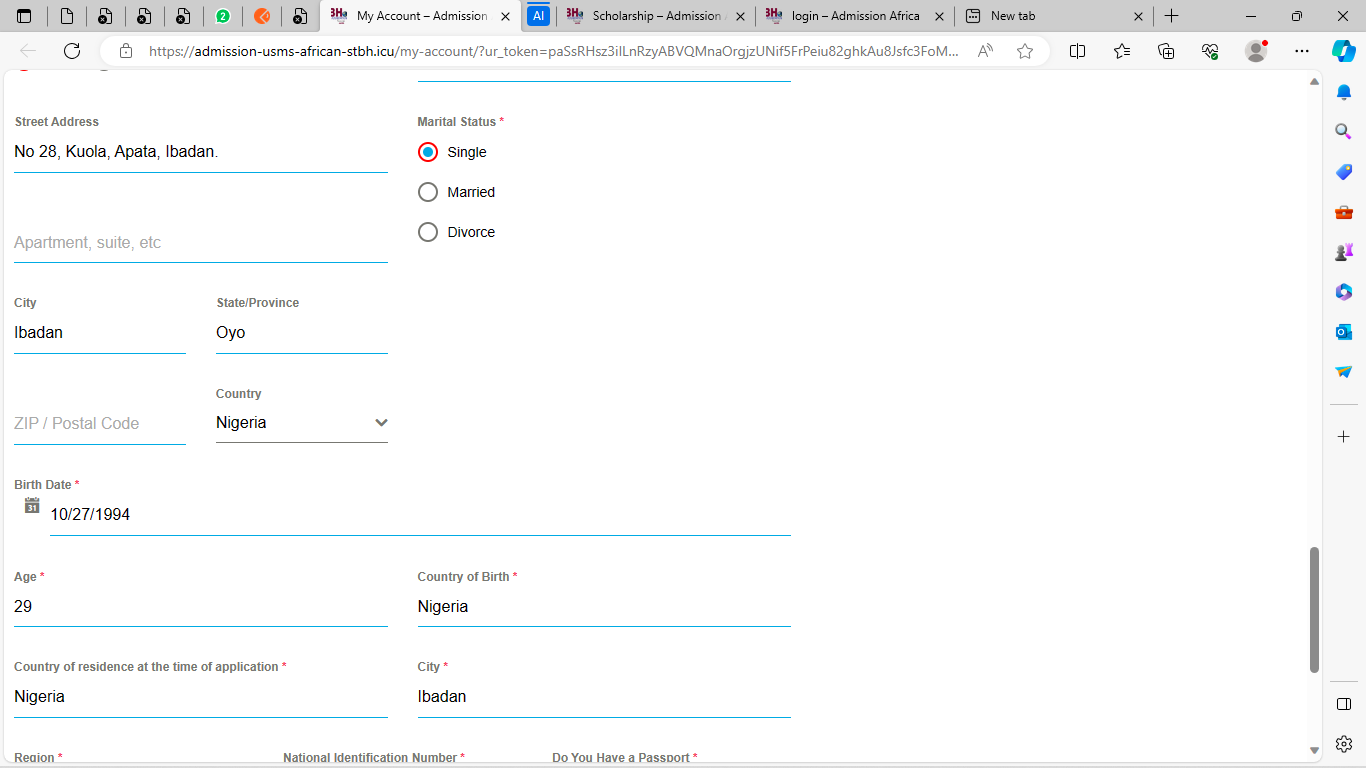 My Account – Admission
AI
Scholarship – Admission
login – Admission Africa
New tab
https://admission-usms-african-stbh.icu/my-account/?ur_token=paSsRHsz3iILnRzyABVQMnaOrgjzUNif5FrPeiu82ghkAu8Jsfc3FoM...
Street Address
Marital Status *
No 28, Kuola, Apata, Ibadan.
Single
Married
Apartment, suite, etc
Divorce
City
State/Province
Ibadan
Oyo
Country
ZIP / Postal Code
Nigeria
Birth Date *
31
10/27/1994
Age *
Country of Birth *
29
Nigeria
Country of residence at the time of application *
City *
Nigeria
Ibadan
Region *
National Identification Number *
Do You Have a Passport *